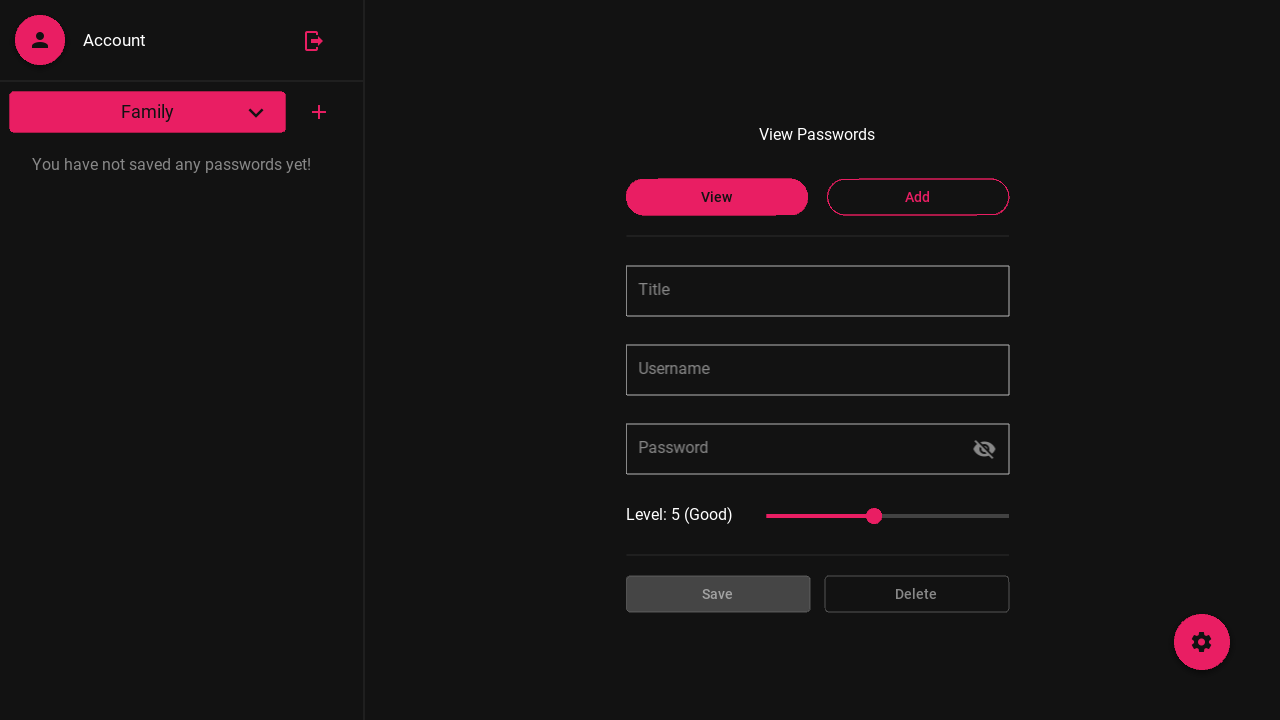 Account
Family
You have not saved any passwords yet!
View Passwords
View
Add
Title
Username
Password
Level: 5 (Good)
Save
Delete